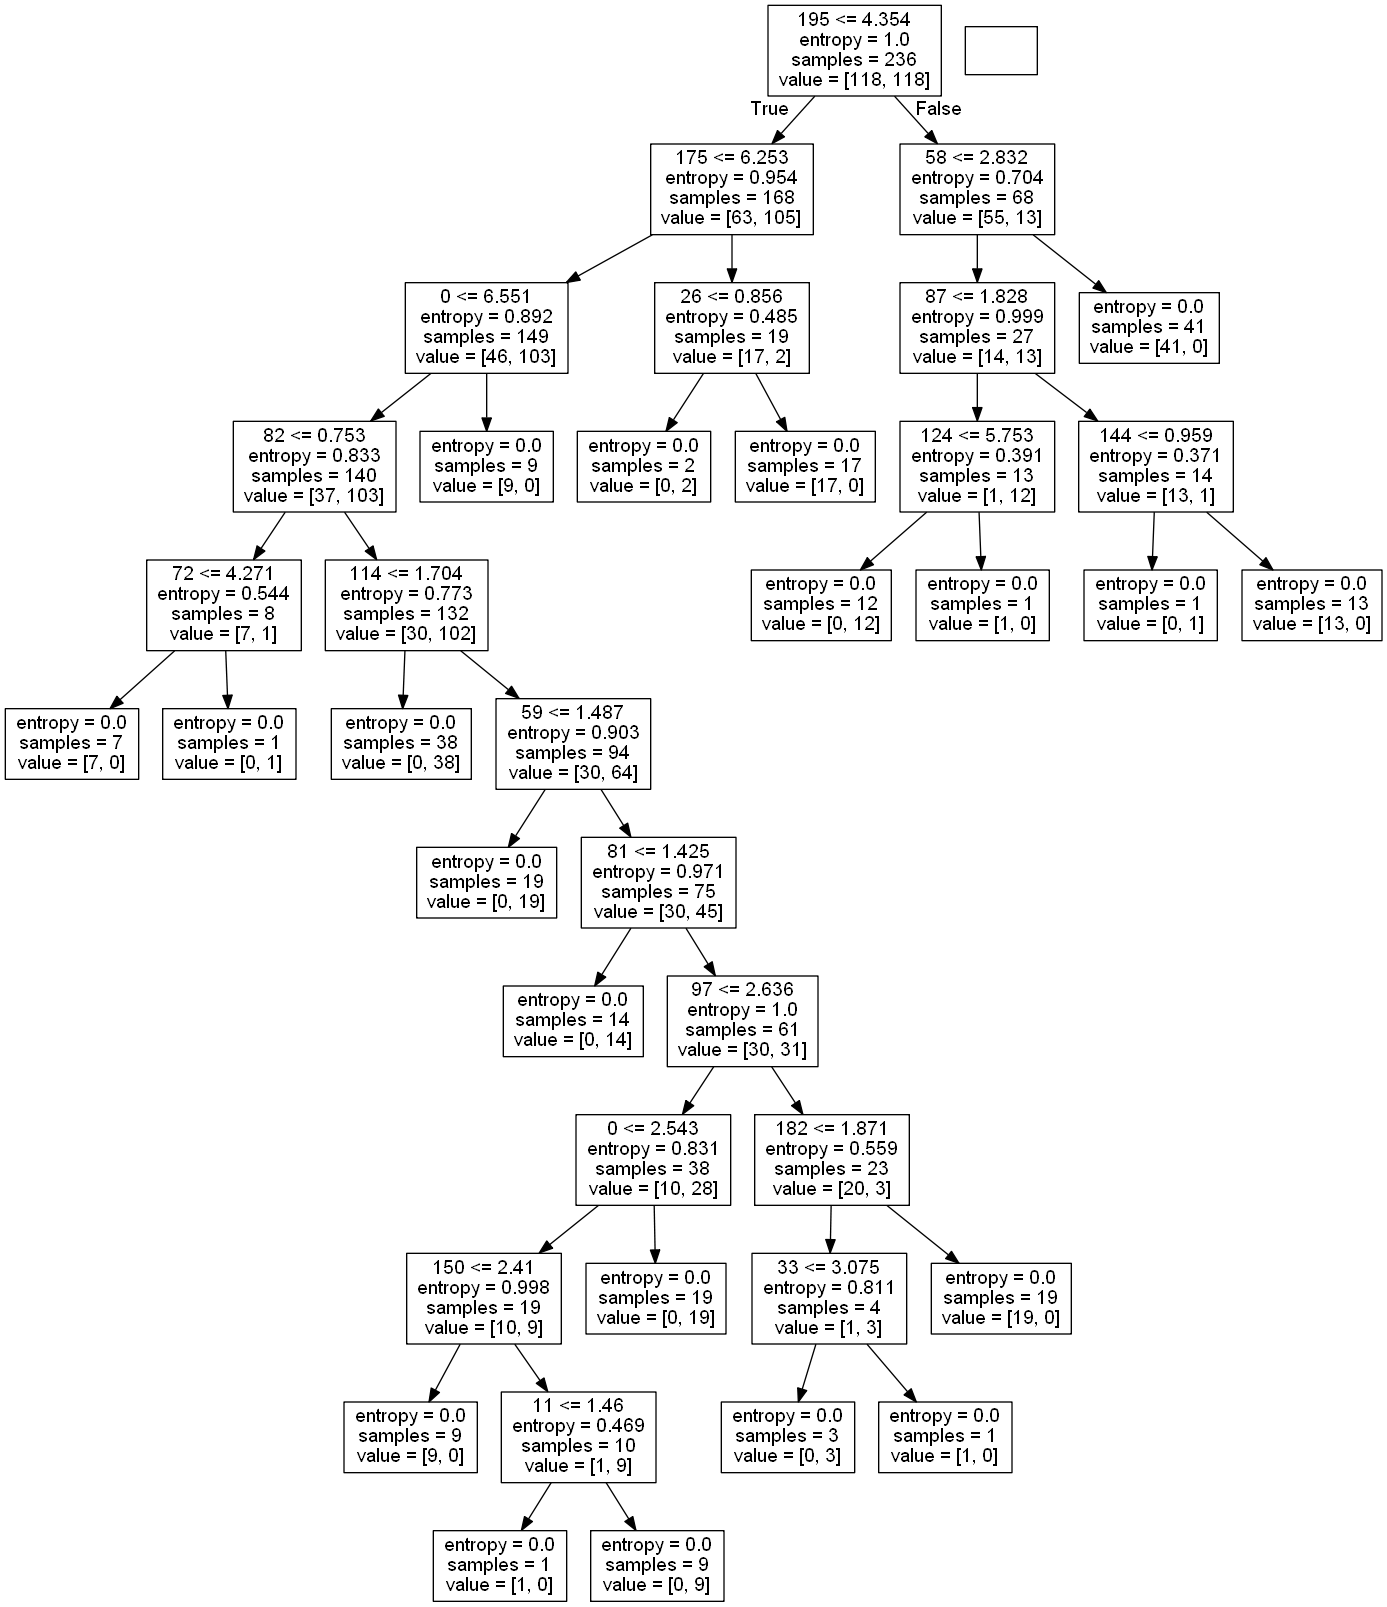 195 <= 4.354
entropy = 1.0
samples = 236
value = [118, 118]
True
False
175 <= 6.253
entropy = 0.954
samples = 168
value = [63, 105]
58 <= 2.832
entropy = 0.704
samples = 68
value = [55, 13]
0 <= 6.551
entropy = 0.892
samples = 149
value = [46, 103]
26 <= 0.856
entropy = 0.485
samples = 19
value = [17, 2]
87 <= 1.828
entropy = 0.999
samples = 27
value = [14, 13]
entropy = 0.0
samples = 41
value = [41, 0]
82 <= 0.753
entropy = 0.833
samples = 140
value = [37, 103]
entropy = 0.0
samples = 9
value = [9, 0]
entropy = 0.0
samples = 2
value = [0, 2]
entropy = 0.0
samples = 17
value = [17, 0]
124 <= 5.753
entropy = 0.391
samples = 13
value = [1, 12]
144 <= 0.959
entropy = 0.371
samples = 14
value = [13, 1]
72 <= 4.271
entropy = 0.544
samples = 8
value = [7, 1]
114 <= 1.704
entropy = 0.773
samples = 132
value = [30, 102]
entropy = 0.0
samples = 12
value = [0, 12]
entropy = 0.0
samples = 1
value = [1, 0]
entropy = 0.0
samples = 1
value = [0, 1]
entropy = 0.0
samples = 13
value = [13, 0]
entropy = 0.0
samples = 7
value = [7, 0]
entropy = 0.0
samples = 1
value = [0, 1]
entropy = 0.0
samples = 38
value = [0, 38]
59 <= 1.487
entropy = 0.903
samples = 94
value = [30, 64]
entropy = 0.0
samples = 19
value = [0, 19]
81 <= 1.425
entropy = 0.971
samples = 75
value = [30, 45]
entropy = 0.0
samples = 14
value = [0, 14]
97 <= 2.636
entropy = 1.0
samples = 61
value = [30, 31]
0 <= 2.543
entropy = 0.831
samples = 38
value = [10, 28]
182 <= 1.871
entropy = 0.559
samples = 23
value = [20, 3]
150 <= 2.41
entropy = 0.998
samples = 19
value = [10, 9]
entropy = 0.0
samples = 19
value = [0, 19]
33 <= 3.075
entropy = 0.811
samples = 4
value = [1, 3]
entropy = 0.0
samples = 19
value = [19, 0]
entropy = 0.0
samples = 9
value = [9, 0]
11 <= 1.46
entropy = 0.469
samples = 10
value = [1, 9]
entropy = 0.0
samples = 3
value = [0, 3]
entropy = 0.0
samples = 1
value = [1, 0]
entropy = 0.0
samples = 1
value = [1, 0]
entropy = 0.0
samples = 9
value = [0, 9]